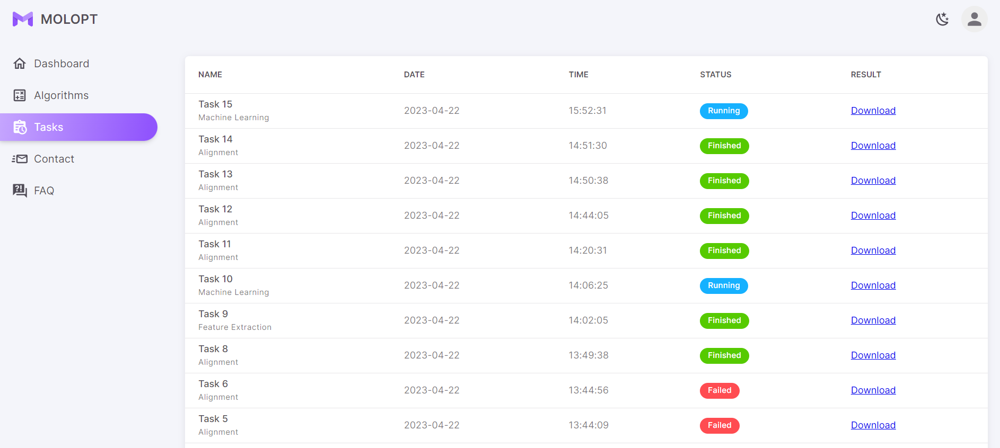 MOLOPT
Dashboard
Algorithms
Tasks
Contact
FAQ
NAME DATE TIME STATUS RESULT
Task 15
Machine Learning
2023-04-22 15:52:31 Running Download
Task 14
Alignment
2023-04-22 14:51:30 Finished Download
Task 13
Alignment
2023-04-22 14:50:38 Finished Download
Task 12
Alignment
2023-04-22 14:44:05 Finished Download
Task 11
Alignment
2023-04-22 14:20:31 Finished Download
Task 10
Machine Learning
2023-04-22 14:06:25 Running Download
Task 9
Feature Extraction
2023-04-22 14:02:05 Finished Download
Task 8
Alignment
2023-04-22 13:49:38 Finished Download
Task 6
Alignment
2023-04-22 13:44:56 Failed Download
Task 5
Alignment
2023-04-22 13:44:09 Failed Download